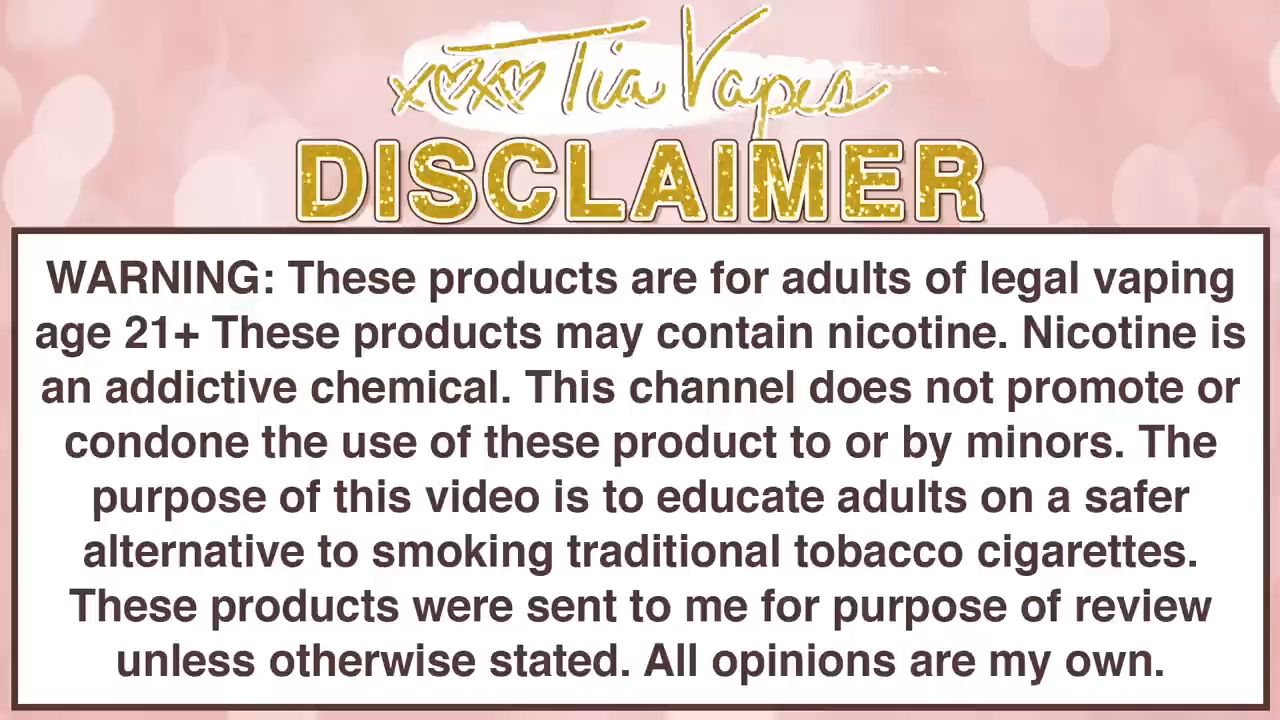 xoxo Tia Vapes
DISCLAIMER
WARNING: These products are for adults of legal vaping
age 21+ These products may contain nicotine. Nicotine is
an addictive chemical. This channel does not promote or
condone the use of these product to or by minors. The
purpose of this video is to educate adults on a safer
alternative to smoking traditional tobacco cigarettes.
These products were sent to me for purpose of review
unless otherwise stated. All opinions are my own.